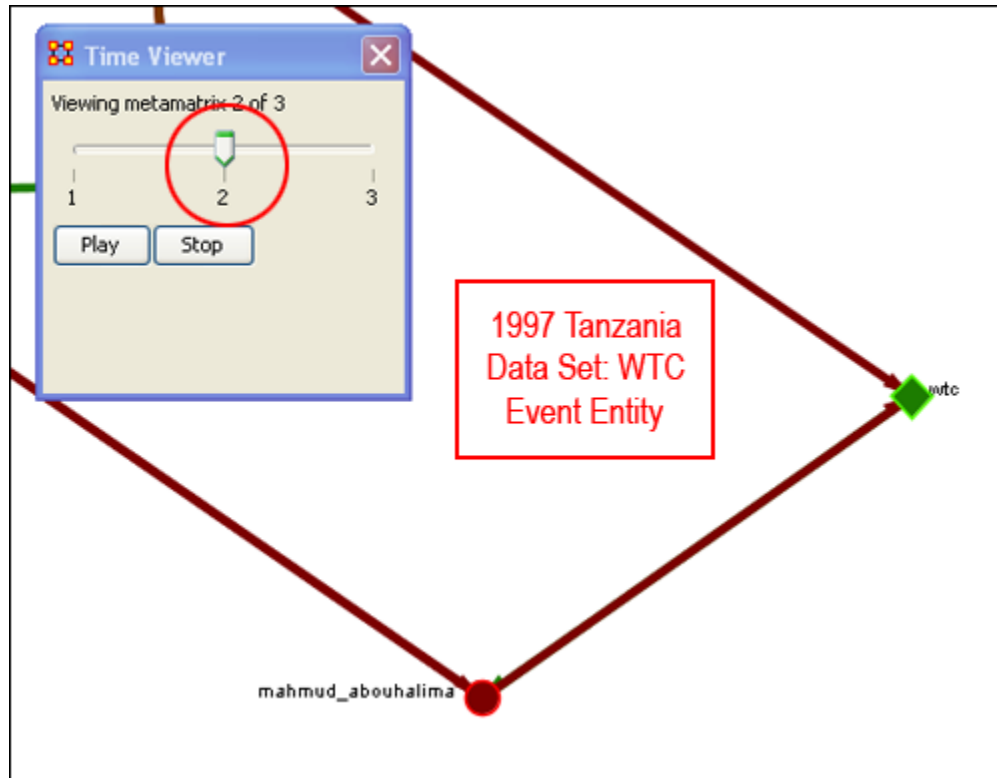 Time Viewer
Viewing metamatrix 2 of 3
1 2 3
Play Stop
1997 Tanzania
Data Set: WTC
Event Entity
wtc
mahmud_abouhalima